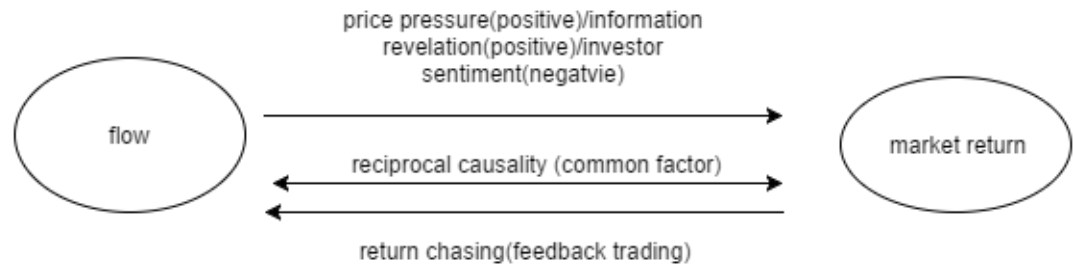 price pressure(positive)/information
revelation(positive)/investor
sentiment(negatvie)
flow
market return
reciprocal causality (common factor)
return chasing(feedback trading)